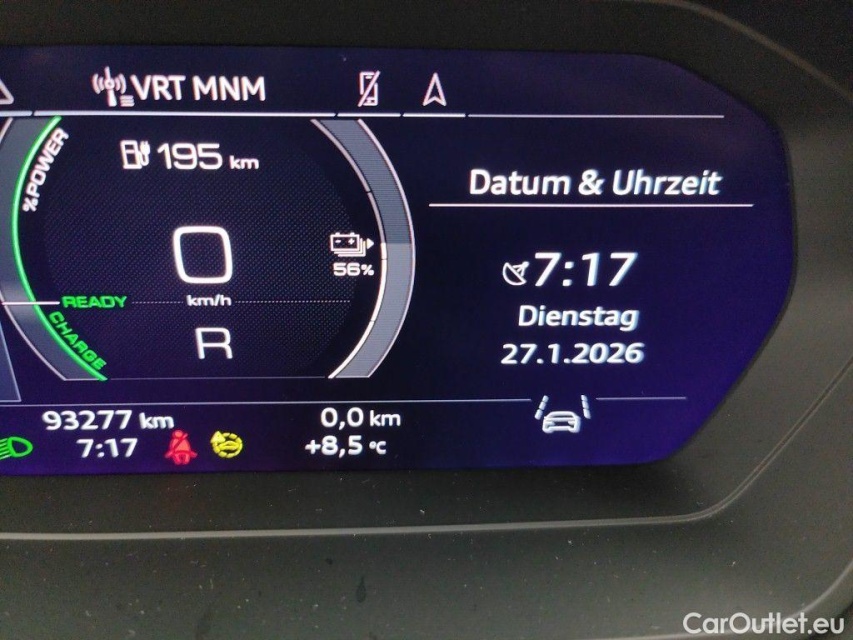 VRT MNM
195 km
%POWER
Datum & Uhrzeit
0
km/h
56%
7:17
READY
Dienstag
CHARGE
R
27.1.2026
93277 km
0,0 km
7:17
+8,5 °C
CarOutlet.eu